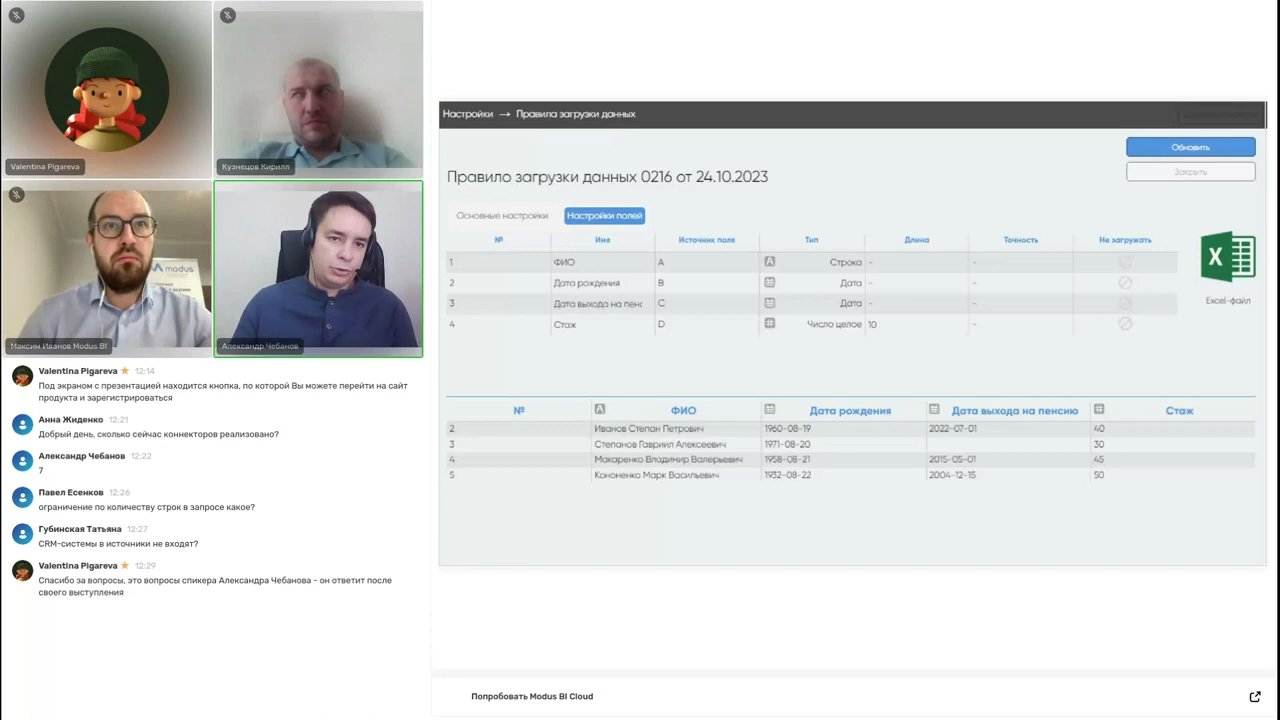 Valentina Pigareva
Кузнецов Кирилл
Максим Иванов Modus BI
Александр Чебанов
modus
Valentina Pigareva 12:14
Под экраном с презентацией находится кнопка, по которой Вы можете перейти на сайт
продукта и зарегистрироваться
Анна Жиденко 12:21
Добрый день, сколько сейчас коннекторов реализовано?
Александр Чебанов 12:22
7
Павел Есенков 12:26
ограничение по количеству строк в запросе какое?
Губинская Татьяна 12:27
CRM-системы в источники не входят?
Valentina Pigareva 12:29
Спасибо за вопросы, это вопросы спикера Александра Чебанова - он ответит после
своего выступления
Настройки → Правила загрузки данных
Обновить
Закрыть
Правило загрузки данных 0216 от 24.10.2023
Основные настройки Настройки полей
№ Имя Источник поля Тип Длина Точность Не загружать
1 ФИО A Строка - -
2 Дата рождения B Дата - -
3 Дата выхода на пенс C Дата - -
4 Стаж D Число целое 10 -
X
Excel-файл
№ ФИО Дата рождения Дата выхода на пенсию Стаж
2 Иванов Степан Петрович 1960-08-19 2022-07-01 40
3 Степанов Гавриил Алексеевич 1971-08-20 30
4 Макаренко Владимир Валерьевич 1958-08-21 2015-05-01 45
5 Кононенко Марк Васильевич 1932-08-22 2004-12-15 50
Попробовать Modus BI Cloud